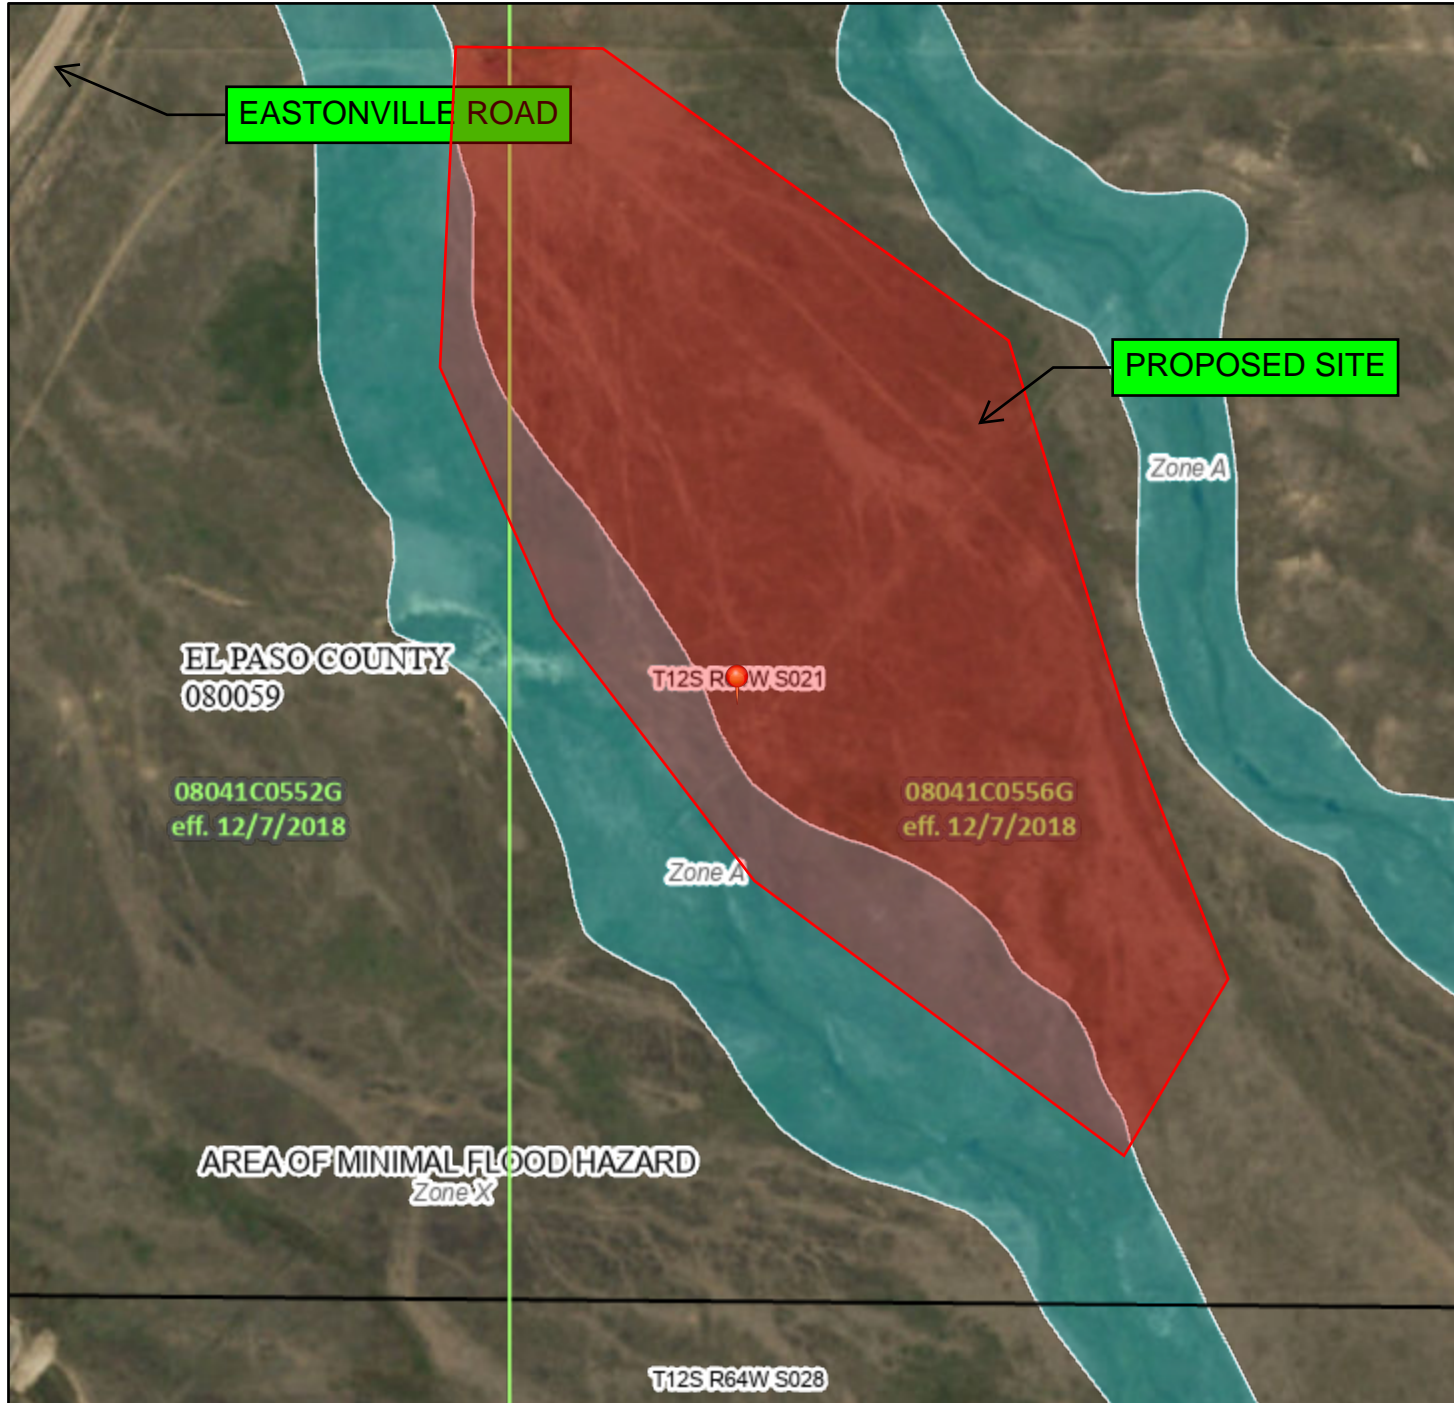 EASTONVILLE ROAD
PROPOSED SITE
Zone A
EL PASO COUNTY
080059
T12S R W S021
08041C0552G
eff. 12/7/2018
08041C0556G
eff. 12/7/2018
Zone A
AREA OF MINIMAL FLOOD HAZARD
Zone X
T12S R64W S028